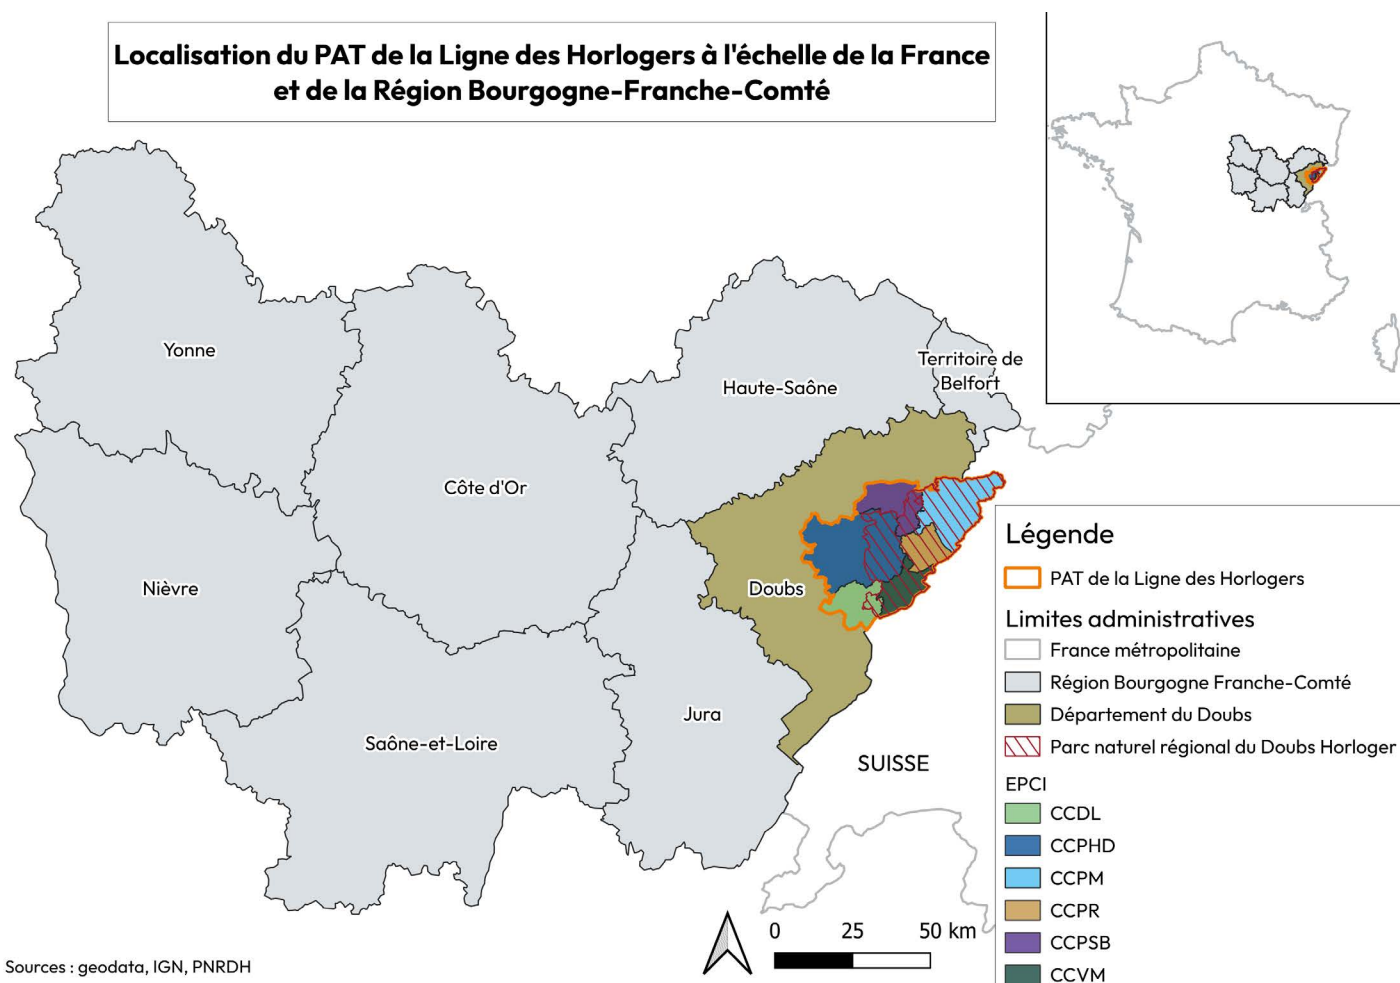 Localisation du PAT de la Ligne des Horlogers à l'échelle de la France
et de la Région Bourgogne-Franche-Comté
Yonne
Haute-Saône
Territoire de
Belfort
Côte d'Or
Nièvre
Doubs
Jura
Saône-et-Loire
SUISSE
Légende
PAT de la Ligne des Horlogers
Limites administratives
France métropolitaine
Région Bourgogne Franche-Comté
Département du Doubs
Parc naturel régional du Doubs Horloger
EPCI
CCDL
CCPHD
CCPM
CCPR
CCPSB
CCVM
0 25 50 km
Sources : geodata, IGN, PNRDH